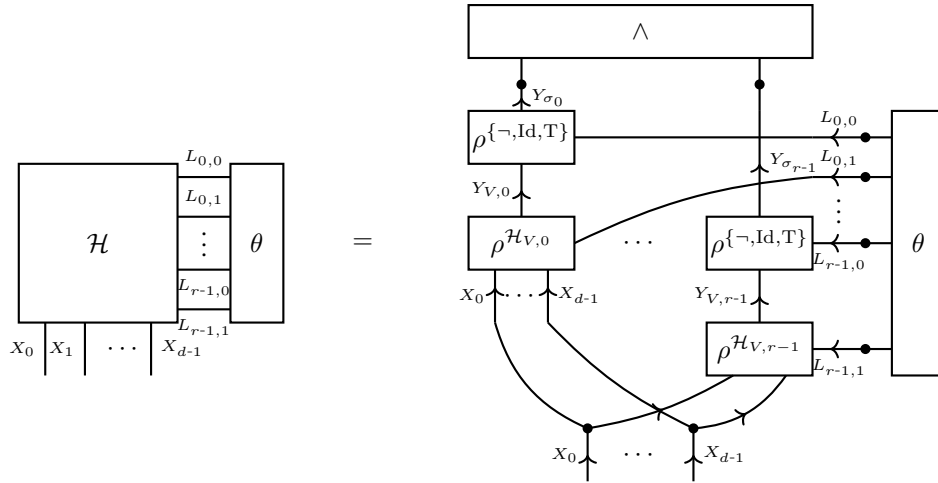 ∧
Y_{σ_0}
ρ^{\{¬,Id,T\}}
L_{0,0}
L_{0,0}
L_{0,1}
Y_{σ_{r-1}}
Y_{V,0}
L_{0,1}
⋮
H
⋮
θ
=
ρ^{H_{V,0}}
⋯
ρ^{\{¬,Id,T\}}
θ
L_{r-1,0}
L_{r-1,0}
X_0
⋯
X_{d-1}
Y_{V,r-1}
L_{r-1,1}
X_0
X_1
⋯
X_{d-1}
ρ^{H_{V,r-1}}
L_{r-1,1}
X_0
⋯
X_{d-1}